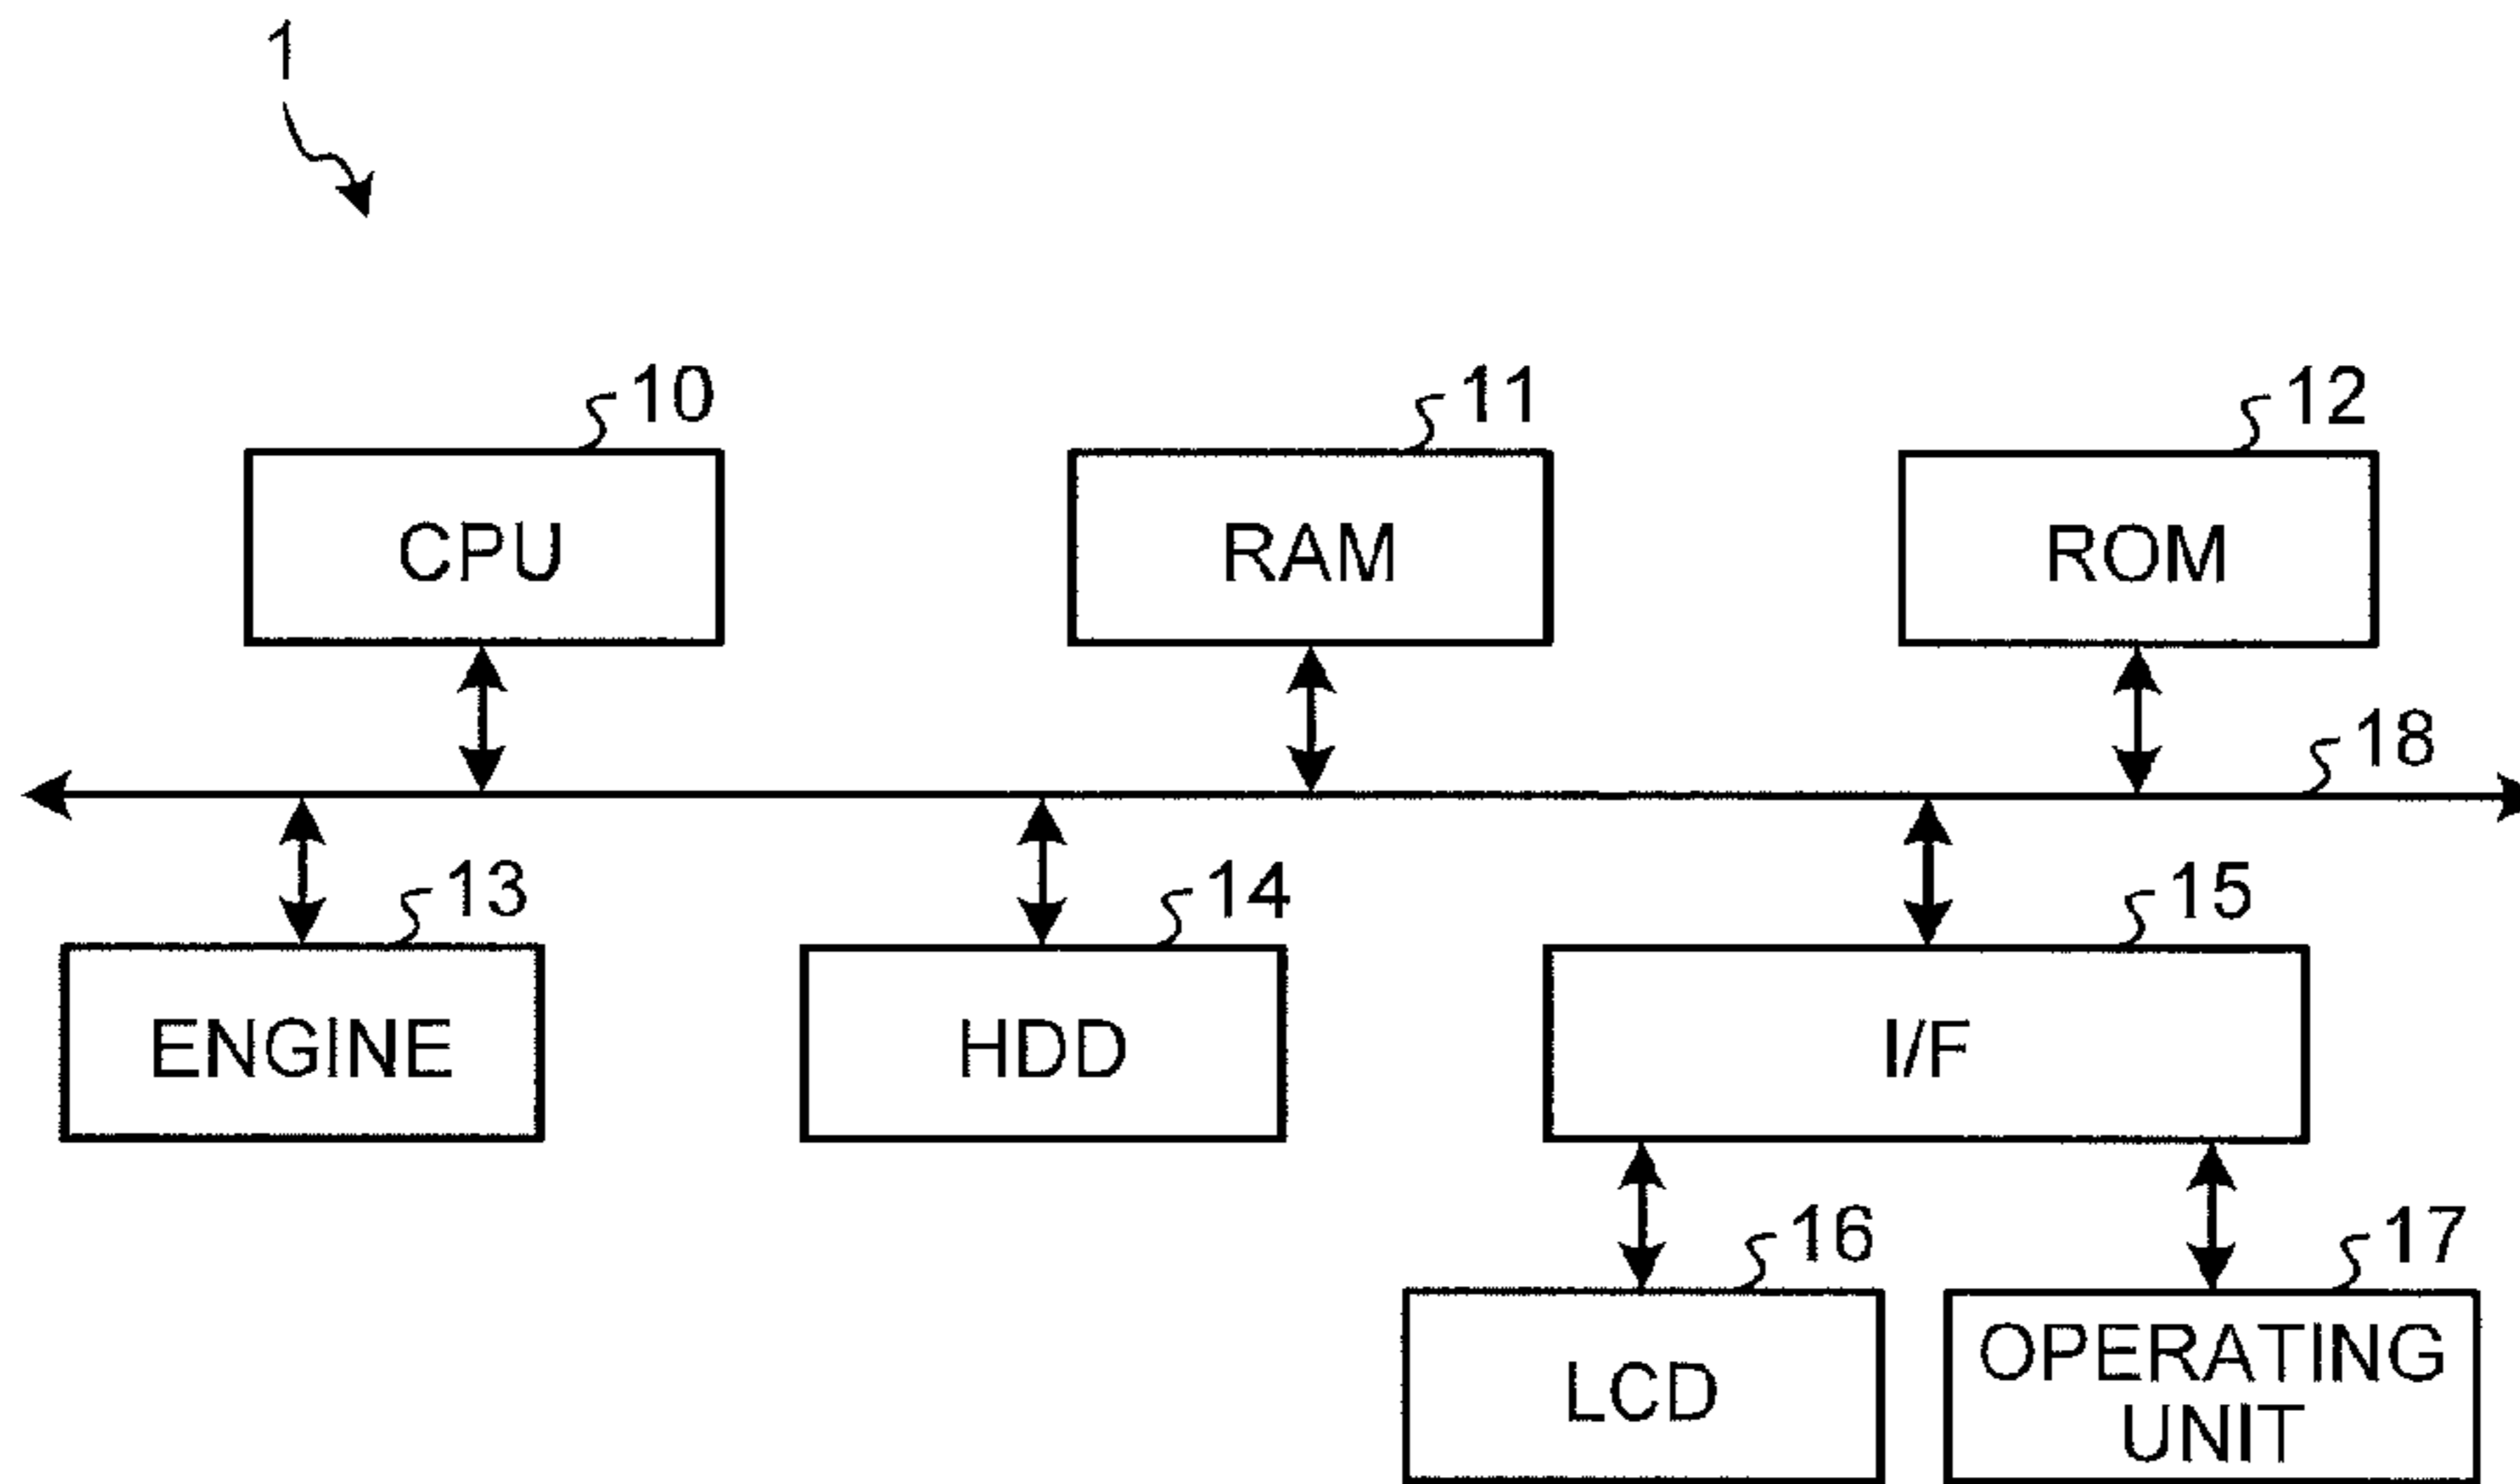 1
10
11
12
CPU
RAM
ROM
18
13
14
15
ENGINE
HDD
I/F
16
17
LCD
OPERATING
UNIT